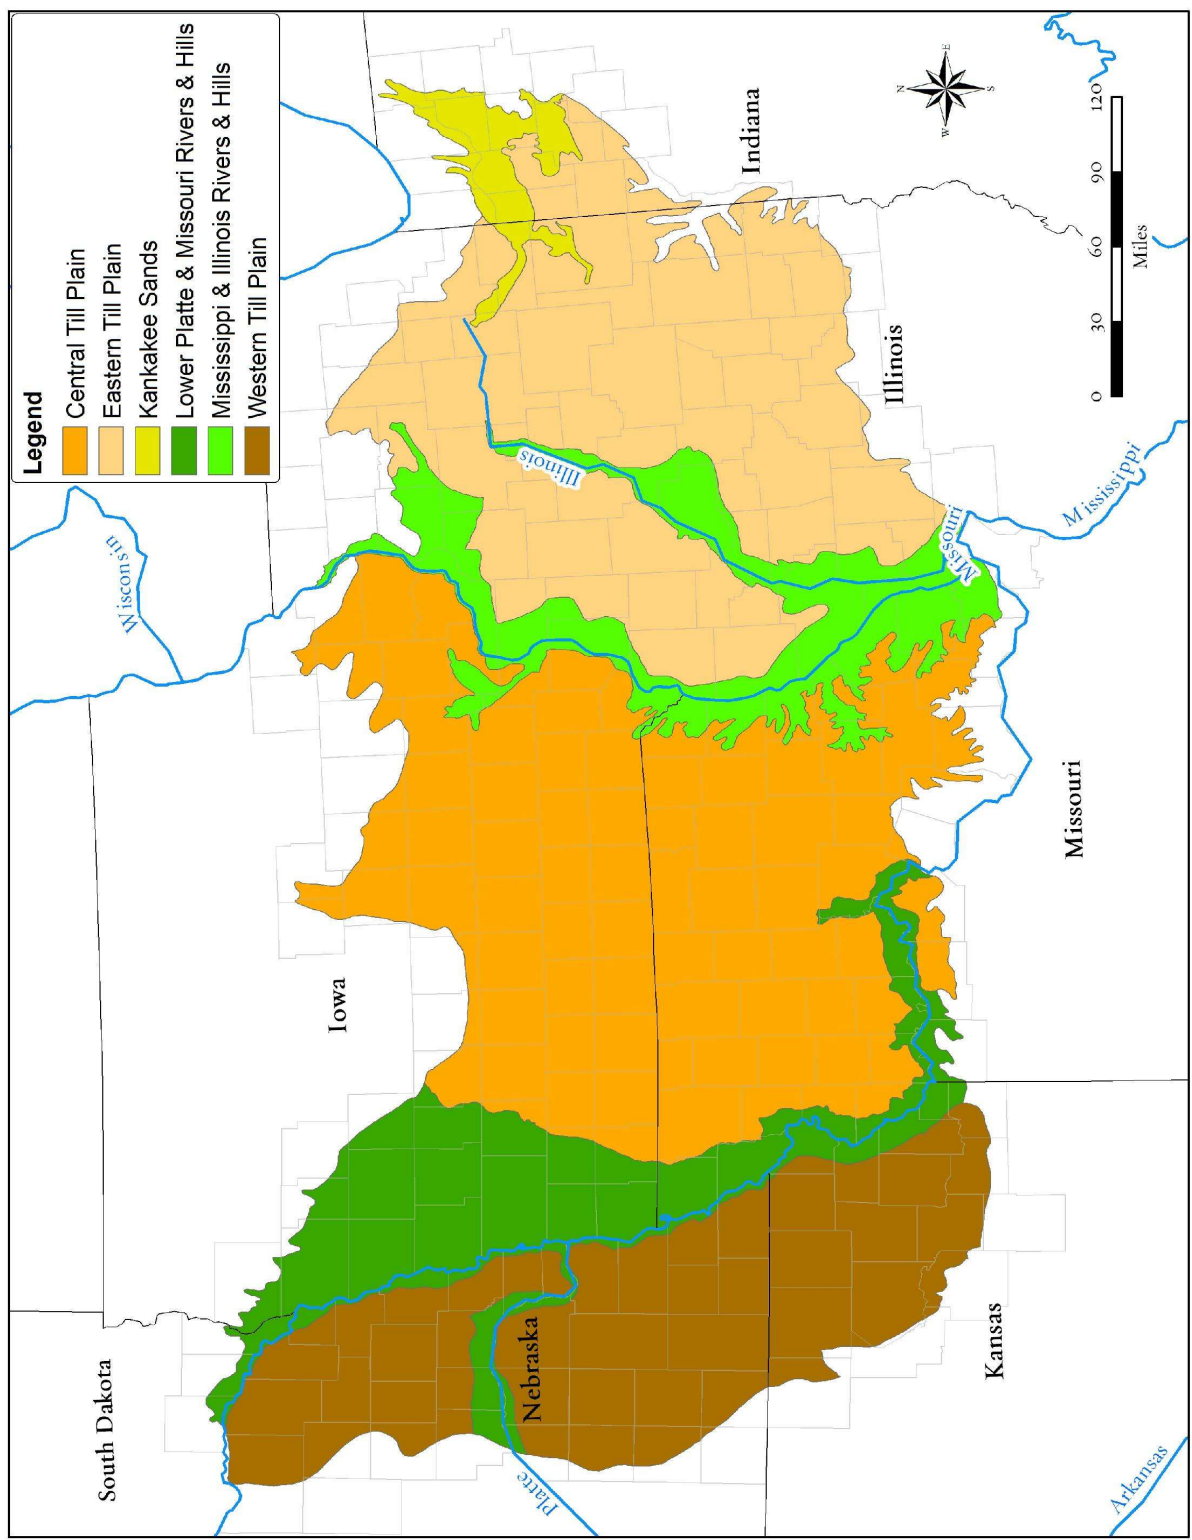 Legend
Central Till Plain
Eastern Till Plain
Kankakee Sands
Lower Platte & Missouri Rivers & Hills
Mississippi & Illinois Rivers & Hills
Western Till Plain
South Dakota
Wisconsin
Iowa
Nebraska
Platte
Illinois
Indiana
Illinois
Missouri
Mississippi
Missouri
Kansas
Arkansas
N
W
E
S
0 30 60 90 120
Miles